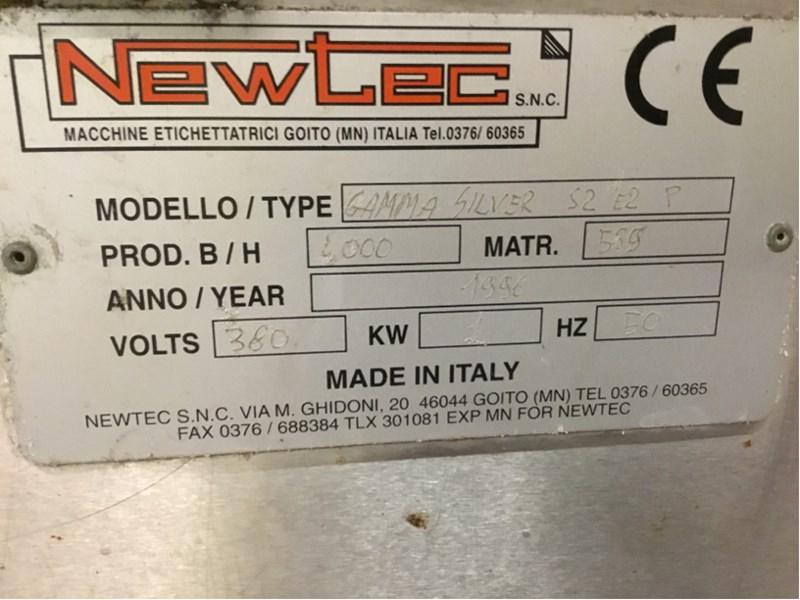 NEWTEC S.N.C.
MACCHINE ETICHETTATRICI GOITO (MN) ITALIA Tel.0376/ 60365
CE
MODELLO / TYPE GAMMA SILVER S2 E2 P
PROD. B / H MATR.
ANNO / YEAR 1996
VOLTS 380 KW HZ 50
MADE IN ITALY
NEWTEC S.N.C. VIA M. GHIDONI, 20 46044 GOITO (MN) TEL 0376 / 60365
FAX 0376 / 688384 TLX 301081 EXP MN FOR NEWTEC